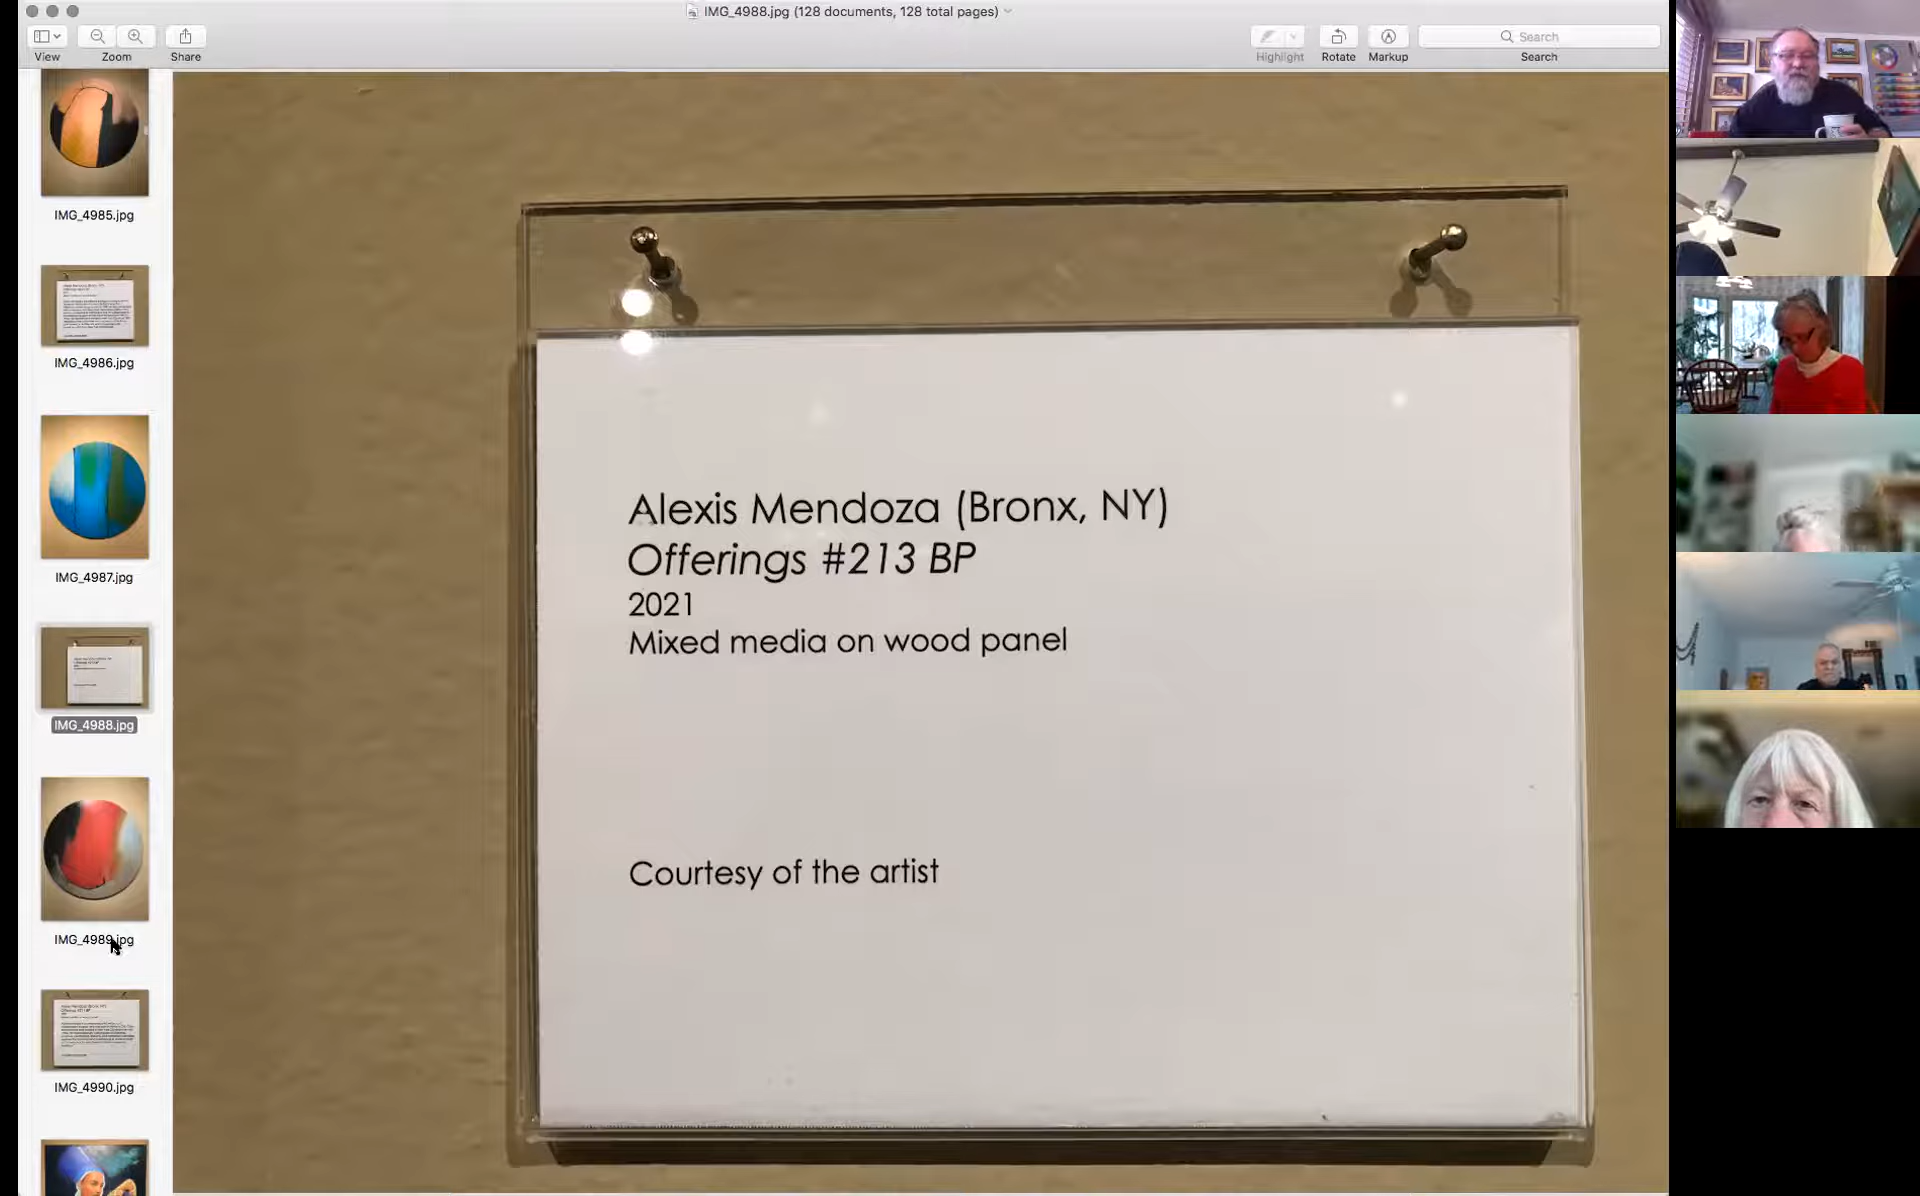 IMG_4988.jpg (128 documents, 128 total pages)
View
Zoom
Share
Highlight
Rotate
Markup
Search
Search
IMG_4985.jpg
IMG_4986.jpg
IMG_4987.jpg
IMG_4988.jpg
IMG_4989.jpg
IMG_4990.jpg
Alexis Mendoza (Bronx, NY)
Offerings #213 BP
2021
Mixed media on wood panel
Courtesy of the artist